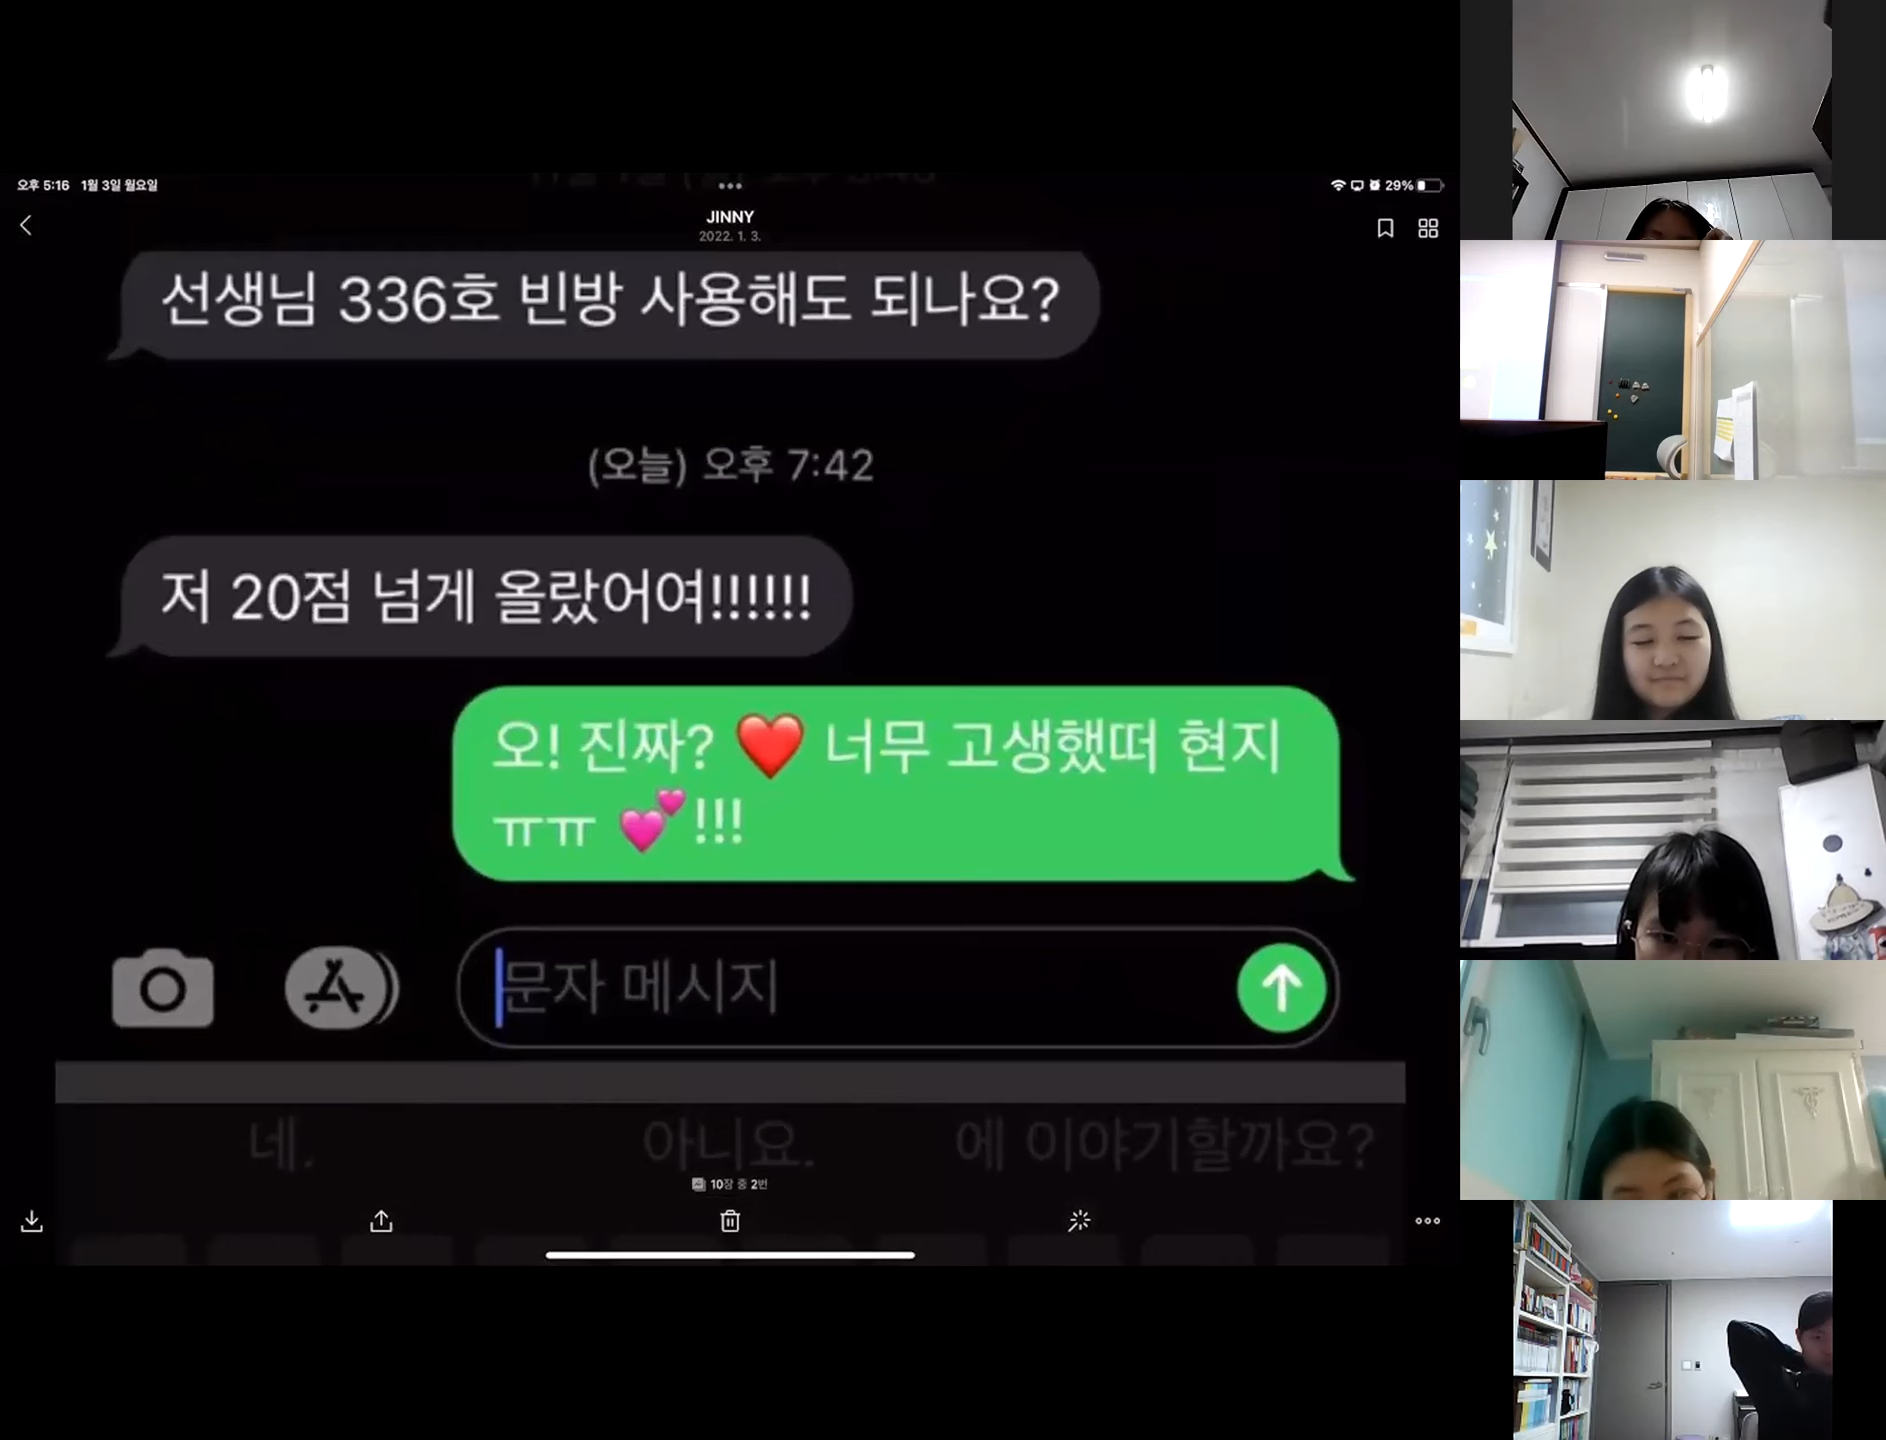 오후 5:16 1월 3일 월요일
29%
JINNY
2022. 1. 3.
선생님 336호 빈방 사용해도 되나요?
(오늘) 오후 7:42
저 20점 넘게 올랐어여!!!!!!
오! 진짜? ❤️ 너무 고생했떠 현지
ㅠㅠ 💕!!!
문자 메시지
네.
아니요.
에 이야기할까요?
10장 중 2번